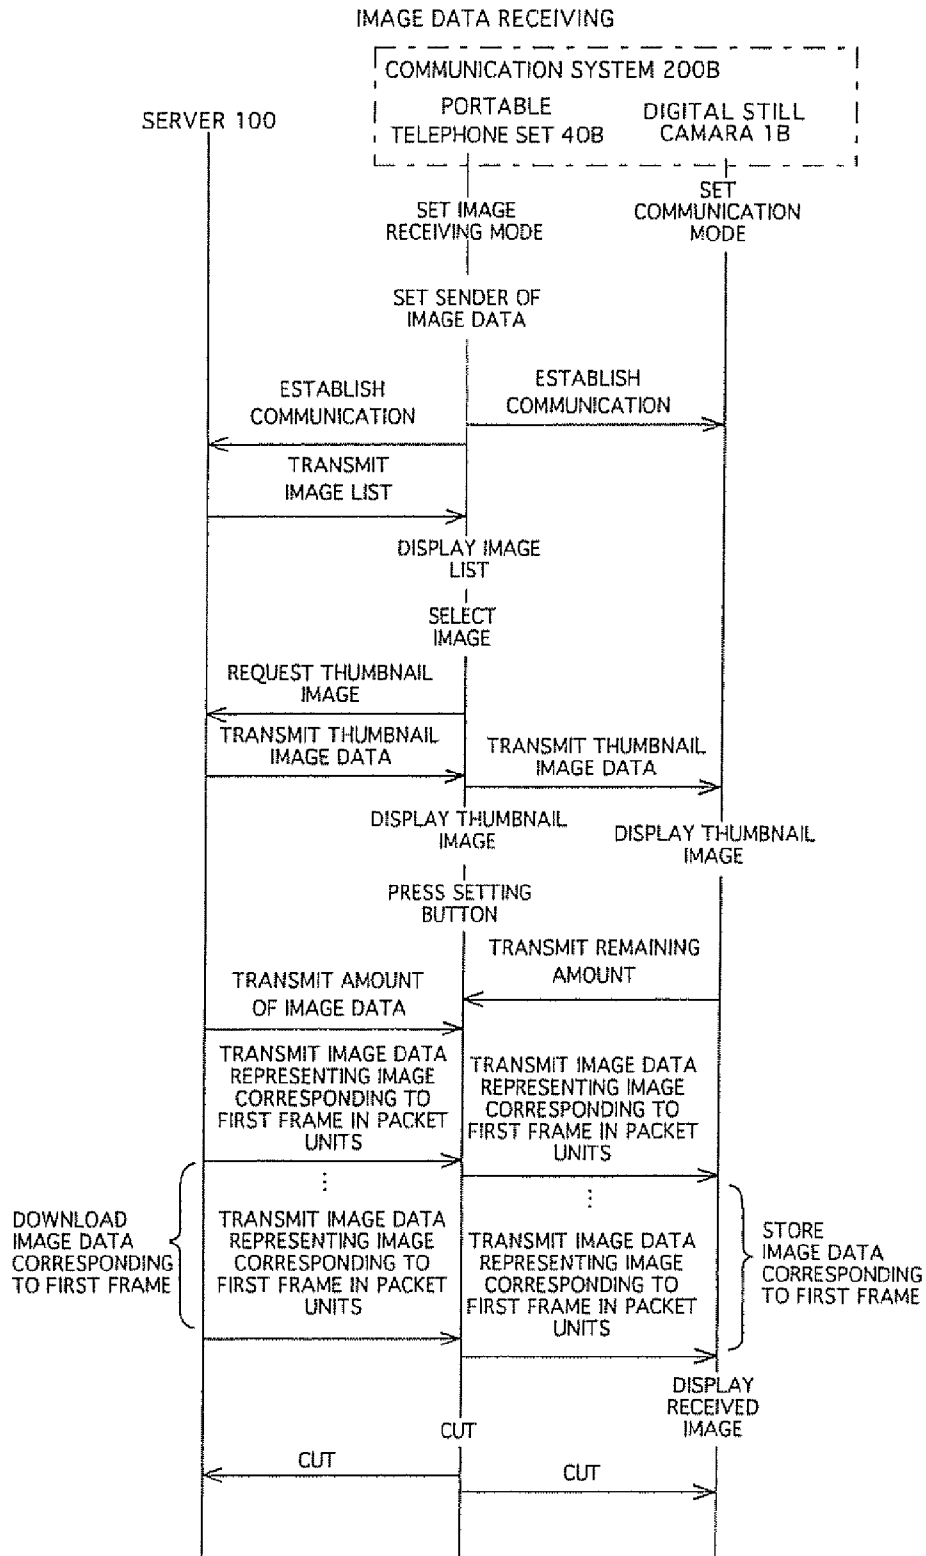 IMAGE DATA RECEIVING
COMMUNICATION SYSTEM 200B
SERVER 100
PORTABLE
TELEPHONE SET 40B
DIGITAL STILL
CAMARA 1B
SET IMAGE
RECEIVING MODE
SET
COMMUNICATION
MODE
SET SENDER OF
IMAGE DATA
ESTABLISH
COMMUNICATION
ESTABLISH
COMMUNICATION
TRANSMIT
IMAGE LIST
DISPLAY IMAGE
LIST
SELECT
IMAGE
REQUEST THUMBNAIL
IMAGE
TRANSMIT THUMBNAIL
IMAGE DATA
TRANSMIT THUMBNAIL
IMAGE DATA
DISPLAY THUMBNAIL
IMAGE
DISPLAY THUMBNAIL
IMAGE
PRESS SETTING
BUTTON
TRANSMIT REMAINING
AMOUNT
TRANSMIT AMOUNT
OF IMAGE DATA
TRANSMIT IMAGE DATA
REPRESENTING IMAGE
CORRESPONDING TO
FIRST FRAME IN PACKET
UNITS
TRANSMIT IMAGE DATA
REPRESENTING IMAGE
CORRESPONDING TO
FIRST FRAME IN PACKET
UNITS
DOWNLOAD
IMAGE DATA
CORRESPONDING
TO FIRST FRAME
TRANSMIT IMAGE DATA
REPRESENTING IMAGE
CORRESPONDING TO
FIRST FRAME IN PACKET
UNITS
TRANSMIT IMAGE DATA
REPRESENTING IMAGE
CORRESPONDING TO
FIRST FRAME IN PACKET
UNITS
STORE
IMAGE DATA
CORRESPONDING
TO FIRST FRAME
DISPLAY
RECEIVED
IMAGE
CUT
CUT
CUT